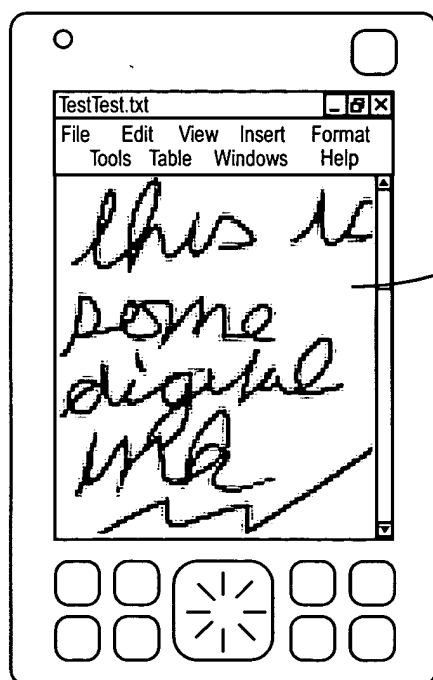 TestTest.txt
File Edit View Insert Format
Tools Table Windows Help
this is
some
digital
ink